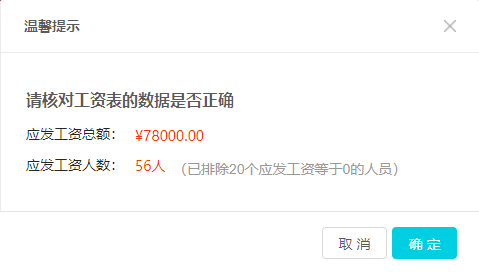 温馨提示
请核对工资表的数据是否正确
应发工资总额： ¥78000.00
应发工资人数： 56人 （已排除20个应发工资等于0的人员）
取消 确定